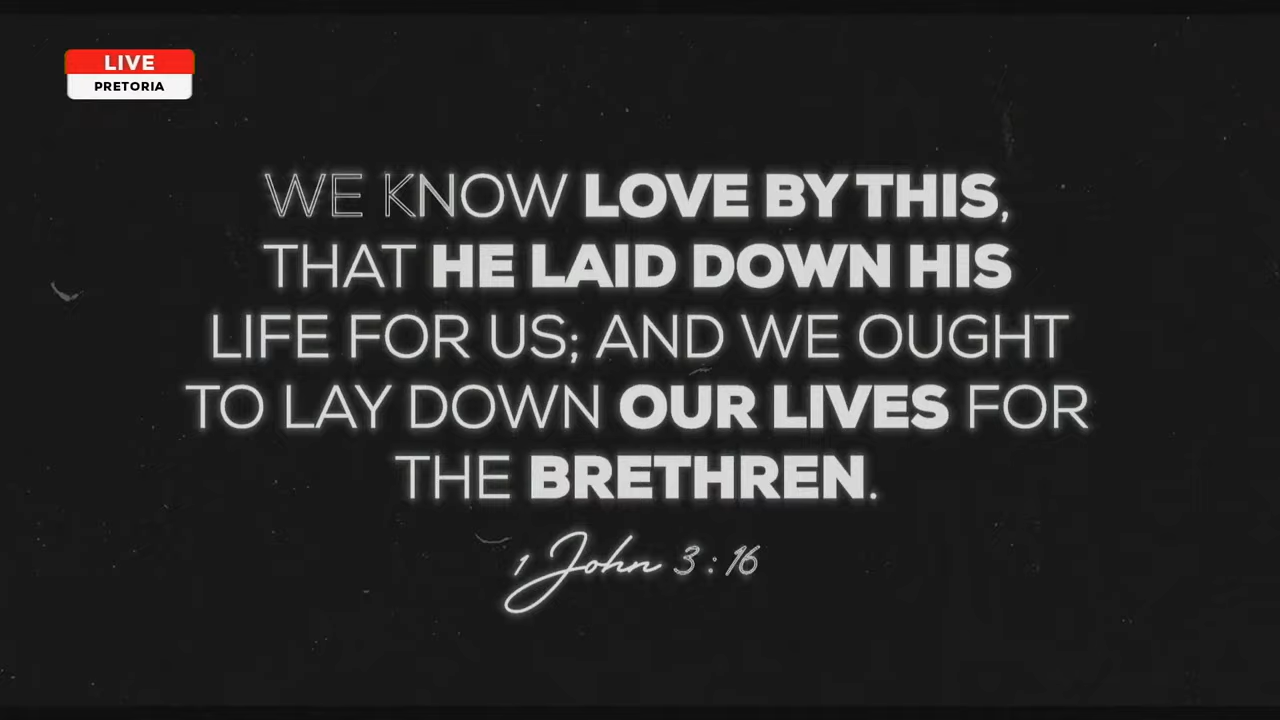 LIVE
PRETORIA
WE KNOW LOVE BY THIS,
THAT HE LAID DOWN HIS
LIFE FOR US; AND WE OUGHT
TO LAY DOWN OUR LIVES FOR
THE BRETHREN.
1 John 3:16